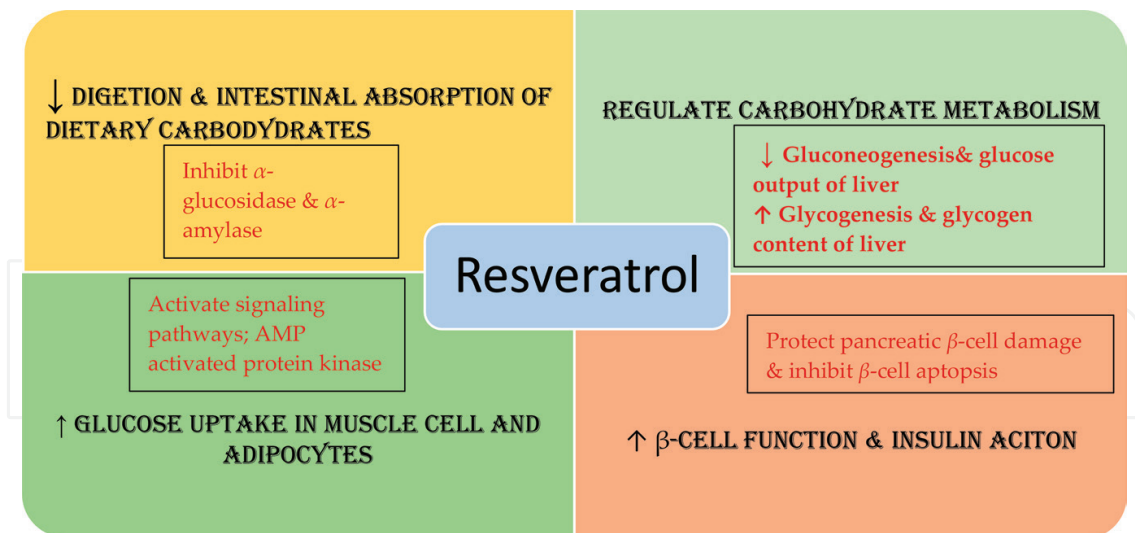 ↓ DIGETION & INTESTINAL ABSORPTION OF
DIETARY CARBODYDRATES
Inhibit α-
glucosidase & α-
amylase
REGULATE CARBOHYDRATE METABOLISM
↓ Gluconeogenesis& glucose
output of liver
↑ Glycogenesis & glycogen
content of liver
Resveratrol
Activate signaling
pathways; AMP
activated protein kinase
↑ GLUCOSE UPTAKE IN MUSCLE CELL AND
ADIPOCYTES
Protect pancreatic β-cell damage
& inhibit β-cell aptopsis
↑ β-CELL FUNCTION & INSULIN ACITON